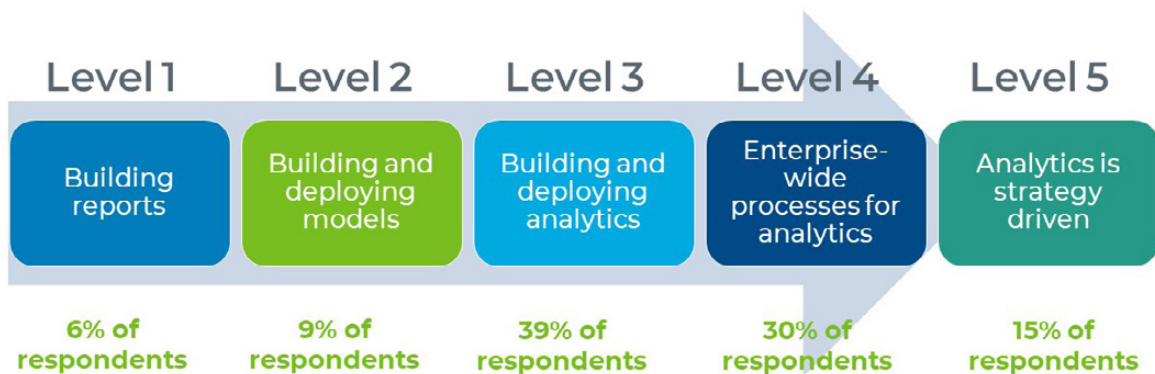 Level 1
Level 2
Level 3
Level 4
Level 5
Building
reports
Building and
deploying
models
Building and
deploying
analytics
Enterprise-
wide
processes for
analytics
Analytics is
strategy
driven
6% of
respondents
9% of
respondents
39% of
respondents
30% of
respondents
15% of
respondents